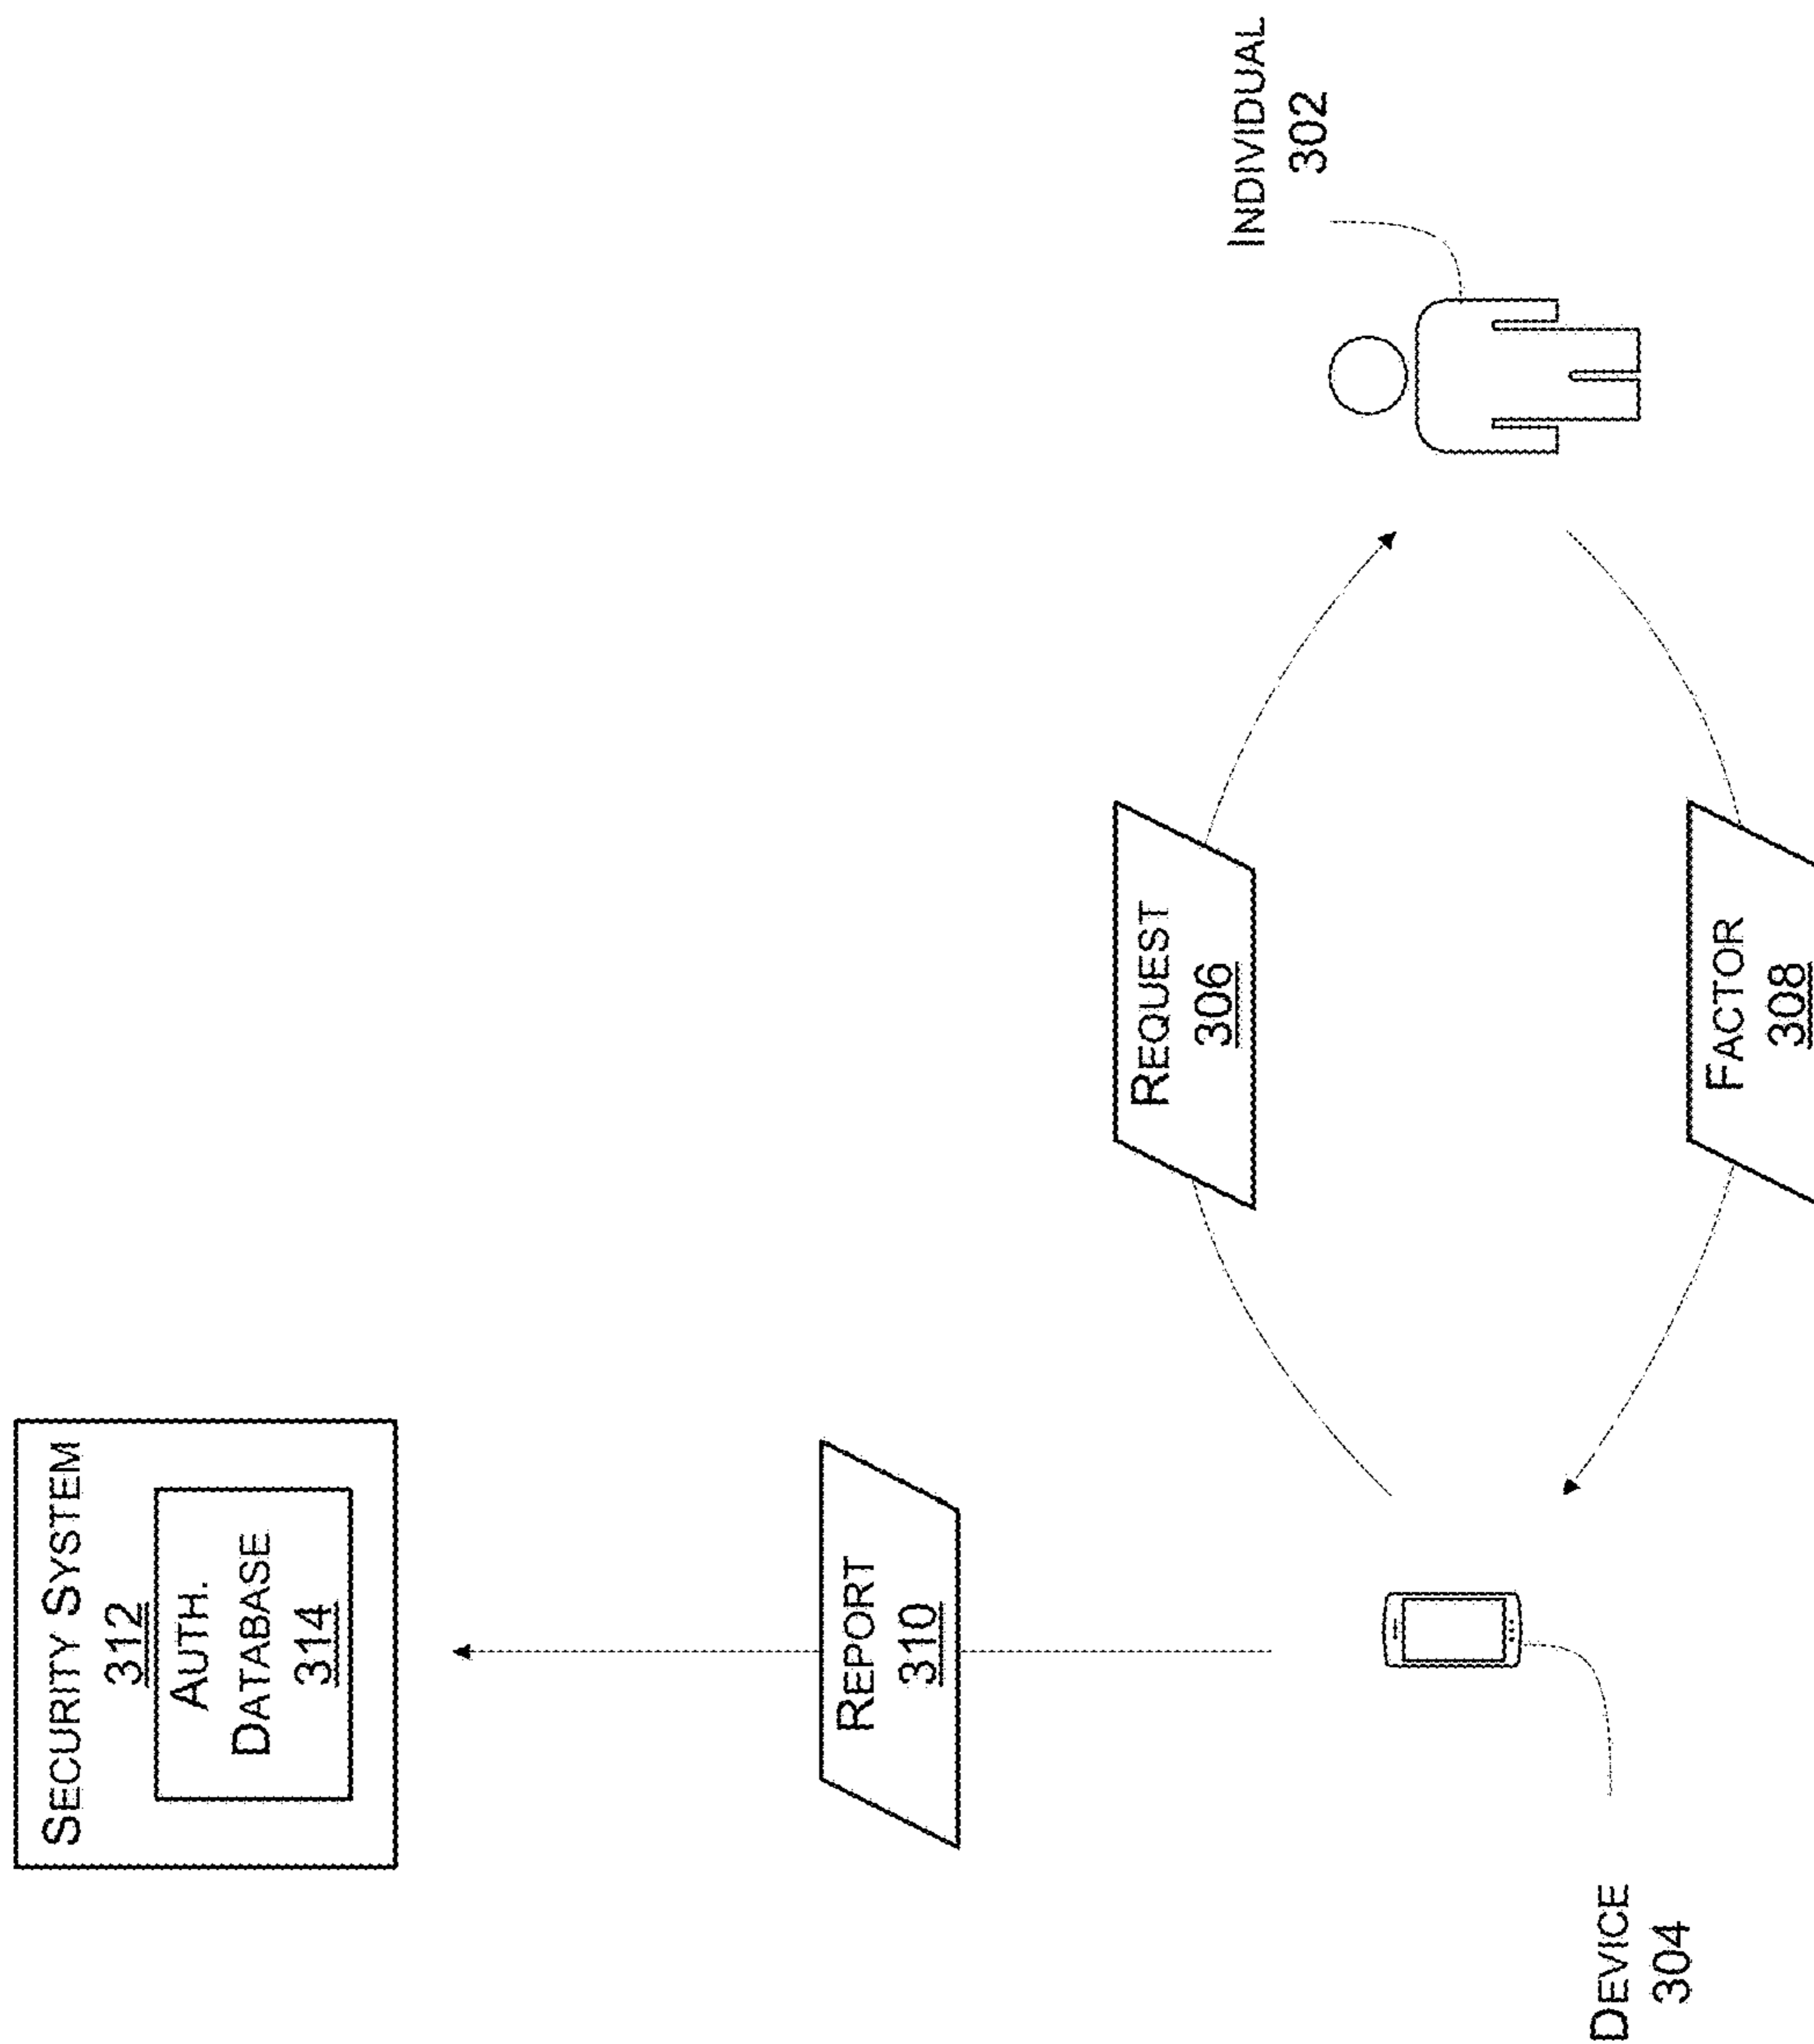 SECURITY SYSTEM
312
AUTH.
DATABASE
314
REPORT
310
REQUEST
306
INDIVIDUAL
302
DEVICE
304
FACTOR
308